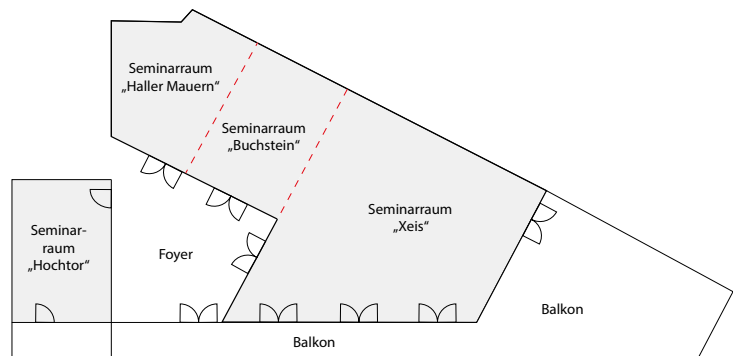 Seminarraum
„Haller Mauern“
Seminarraum
„Buchstein“
Seminarraum
„Xeis“
Seminar-
raum
„Hochtor“
Foyer
Balkon
Balkon